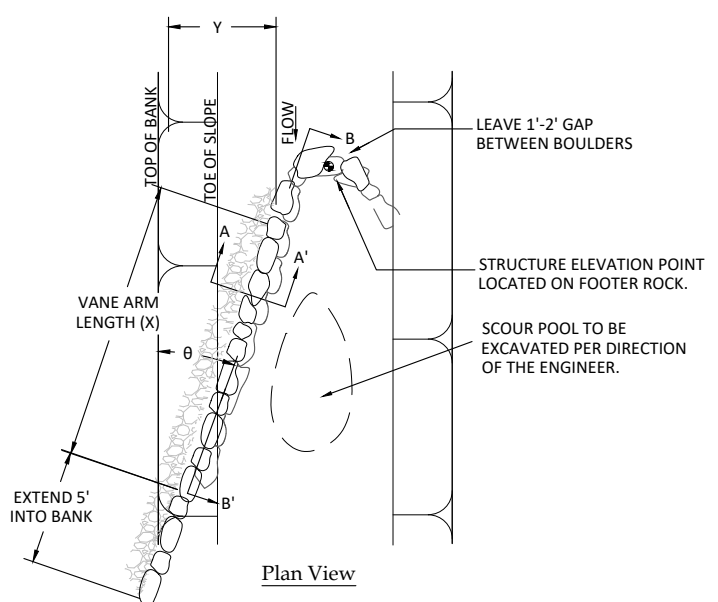 Y
TOP OF BANK
TOE OF SLOPE
FLOW
B
LEAVE 1'-2' GAP
BETWEEN BOULDERS
A
A'
STRUCTURE ELEVATION POINT
LOCATED ON FOOTER ROCK.
VANE ARM
LENGTH (X)
θ
SCOUR POOL TO BE
EXCAVATED PER DIRECTION
OF THE ENGINEER.
EXTEND 5'
INTO BANK
B'
Plan View